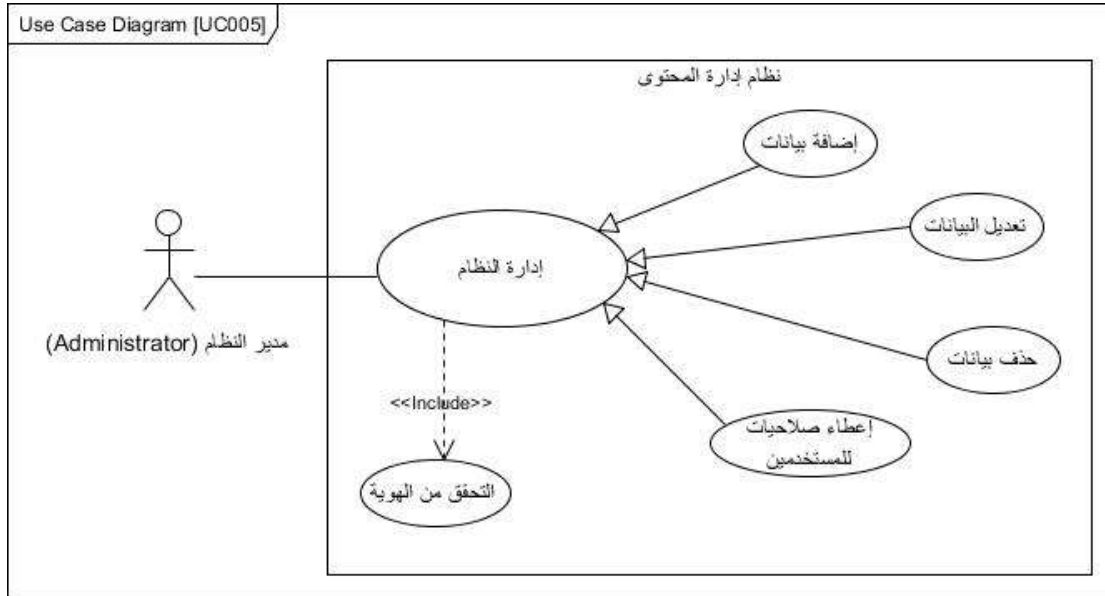 Use Case Diagram [UC005]
نظام إدارة المحتوى
إضافة بيانات
تعديل البيانات
إدارة النظام
مدير النظام (Administrator)
حذف بيانات
<<Include>>
إعطاء صلاحيات
للمستخدمين
التحقق من الهوية